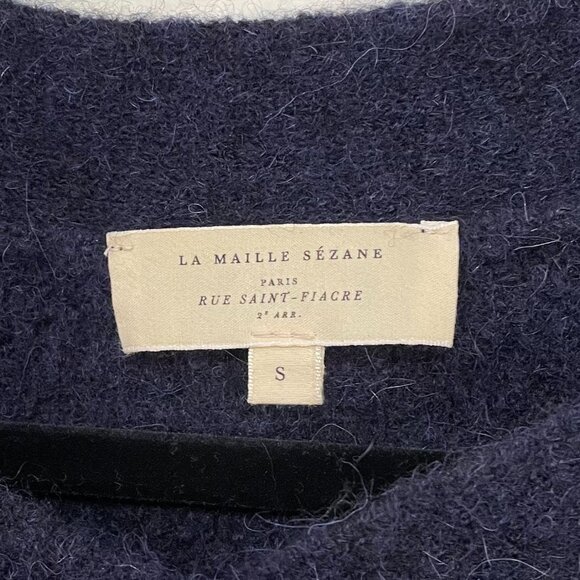 LA MAILLE SÉZANE
PARIS
RUE SAINT-FIACRE
2e ARR.
S